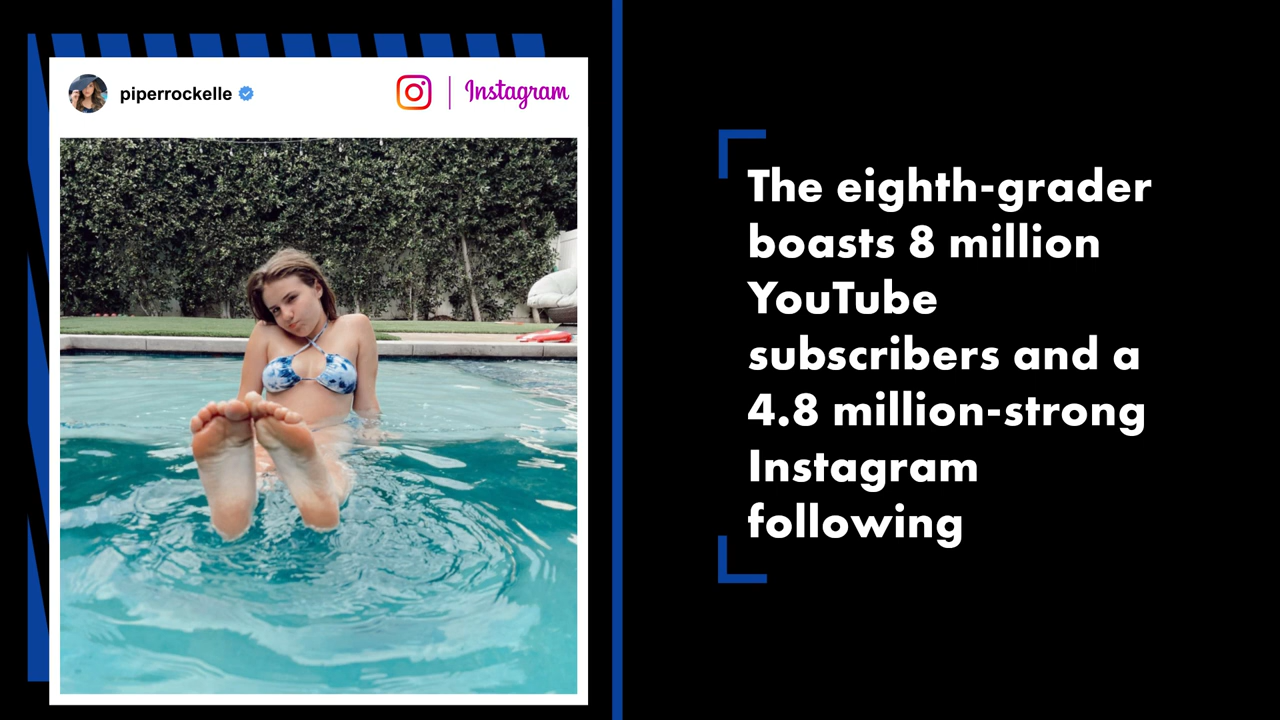 piperrockelle
Instagram
The eighth-grader
boasts 8 million
YouTube
subscribers and a
4.8 million-strong
Instagram
following